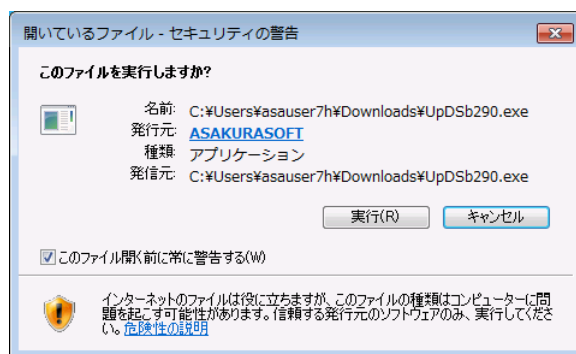 開いているファイル - セキュリティの警告
このファイルを実行しますか?
名前: C:¥Users¥asauser7h¥Downloads¥UpDSb290.exe
発行元: ASAKURASOFT
種類: アプリケーション
発信元: C:¥Users¥asauser7h¥Downloads¥UpDSb290.exe
実行(R) キャンセル
このファイル開く前に常に警告する(W)
インターネットのファイルは役に立ちますが、このファイルの種類はコンピューターに問
題を起こす可能性があります。信頼する発行元のソフトウェアのみ、実行してくださ
い。危険性の説明